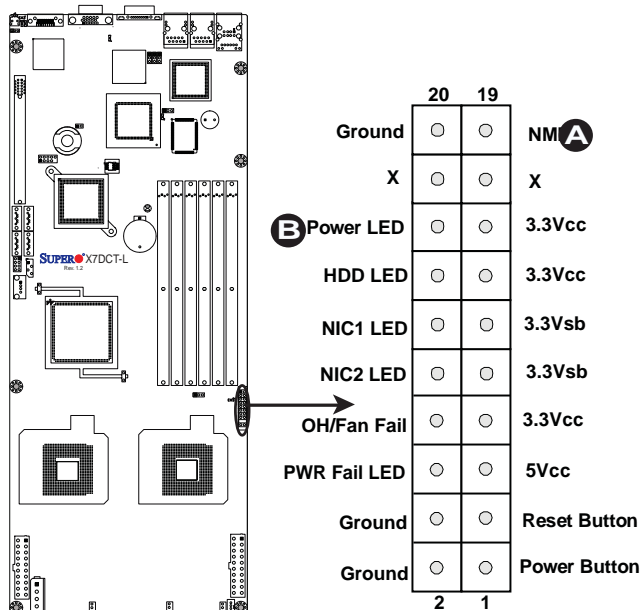 20 19
Ground NMI A
X X
B Power LED 3.3Vcc
HDD LED 3.3Vcc
SUPER X7DCT-L
Rev. 1.2
NIC1 LED 3.3Vsb
NIC2 LED 3.3Vsb
OH/Fan Fail 3.3Vcc
PWR Fail LED 5Vcc
Ground Reset Button
Ground Power Button
2 1